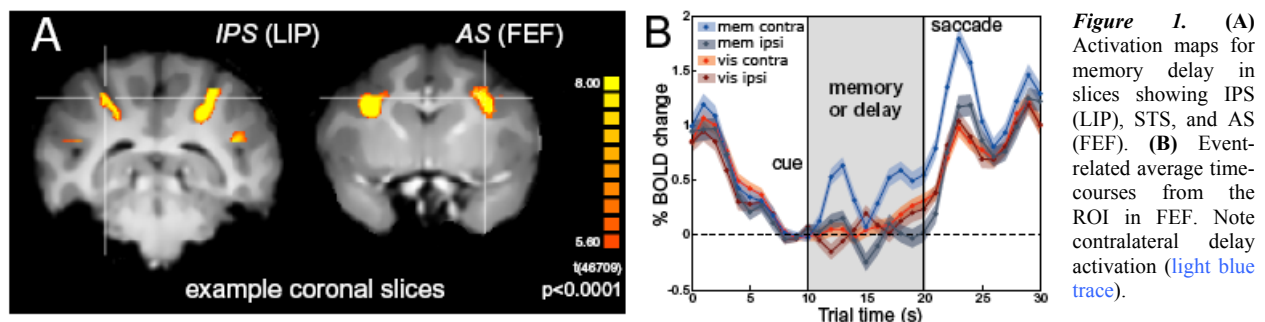 A
IPS (LIP)
AS (FEF)
8.00
5.60
t(46709)
p<0.0001
example coronal slices
B
% BOLD change
2
1.5
1
0.5
0
-0.5
mem contra
mem ipsi
vis contra
vis ipsi
cue
memory
or delay
saccade
0 5 10 15 20 25 30
Trial time (s)
Figure 1. (A)
Activation maps for
memory delay in
slices showing IPS
(LIP), STS, and AS
(FEF). (B) Event-
related average time-
courses from the
ROI in FEF. Note
contralateral delay
activation (light blue
trace).